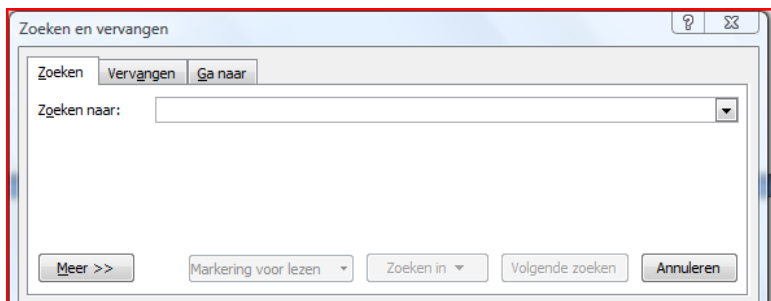 Zoeken en vervangen
Zoeken Vervangen Ga naar
Zoeken naar:
Meer >> Markering voor lezen Zoeken in Volgende zoeken Annuleren